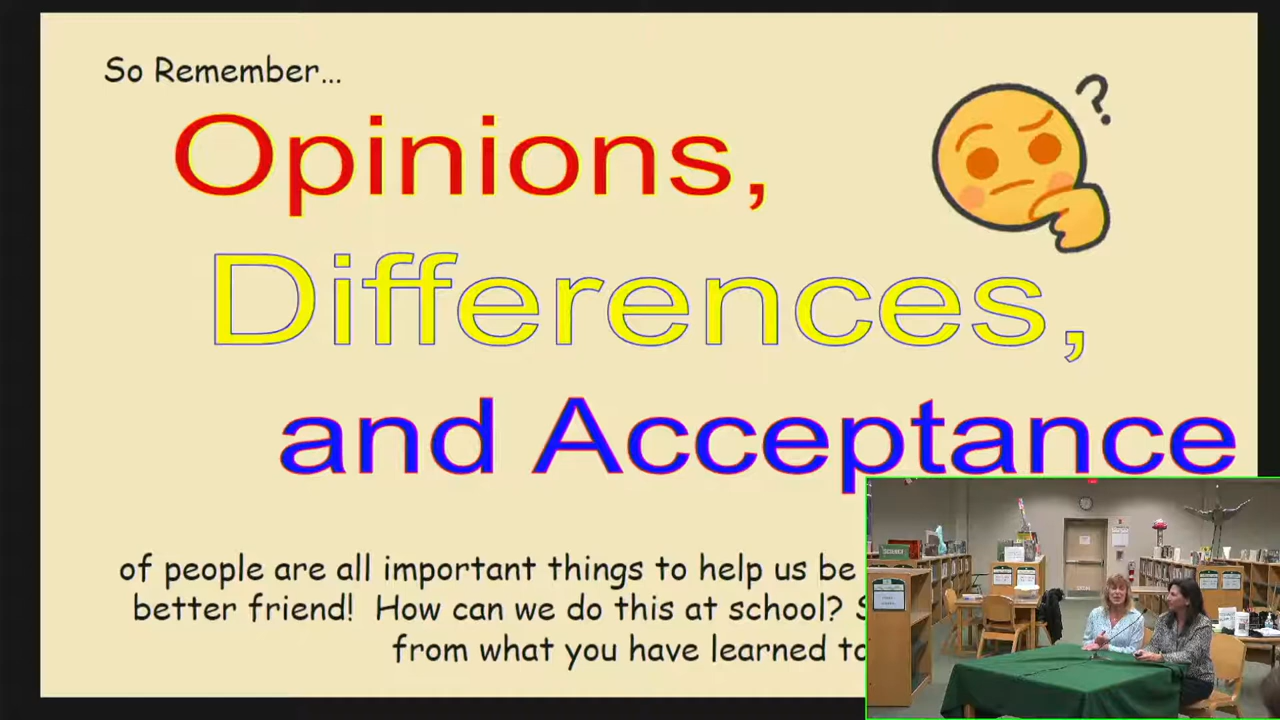 So Remember...
?
Opinions,
Differences,
and Acceptance
of people are all important things to help us be
better friend! How can we do this at school?
from what you have learned